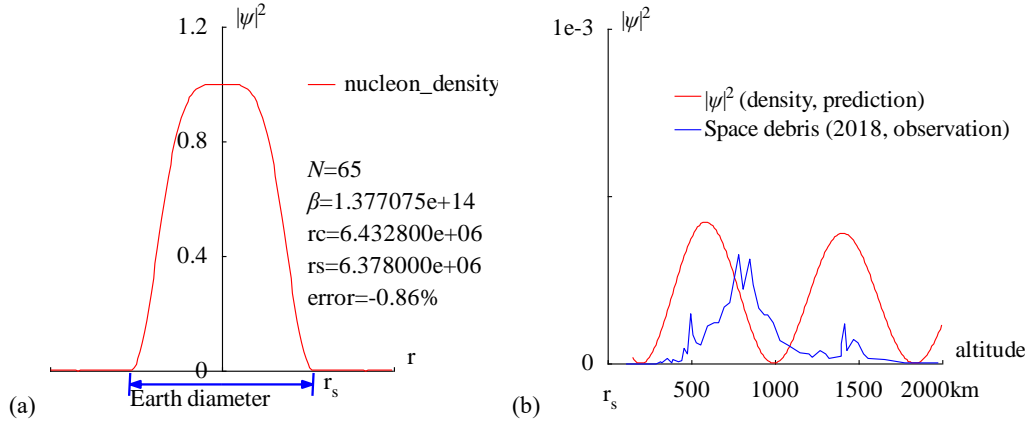 |ψ|²
1.2
nucleon_density
0.8
N=65
β=1.377075e+14
rc=6.432800e+06
0.4
rs=6.378000e+06
error=-0.86%
0
r
r_s
Earth diameter
(a)
|ψ|²
1e-3
|ψ|² (density, prediction)
Space debris (2018, observation)
0
altitude
r_s 500 1000 1500 2000km
(b)